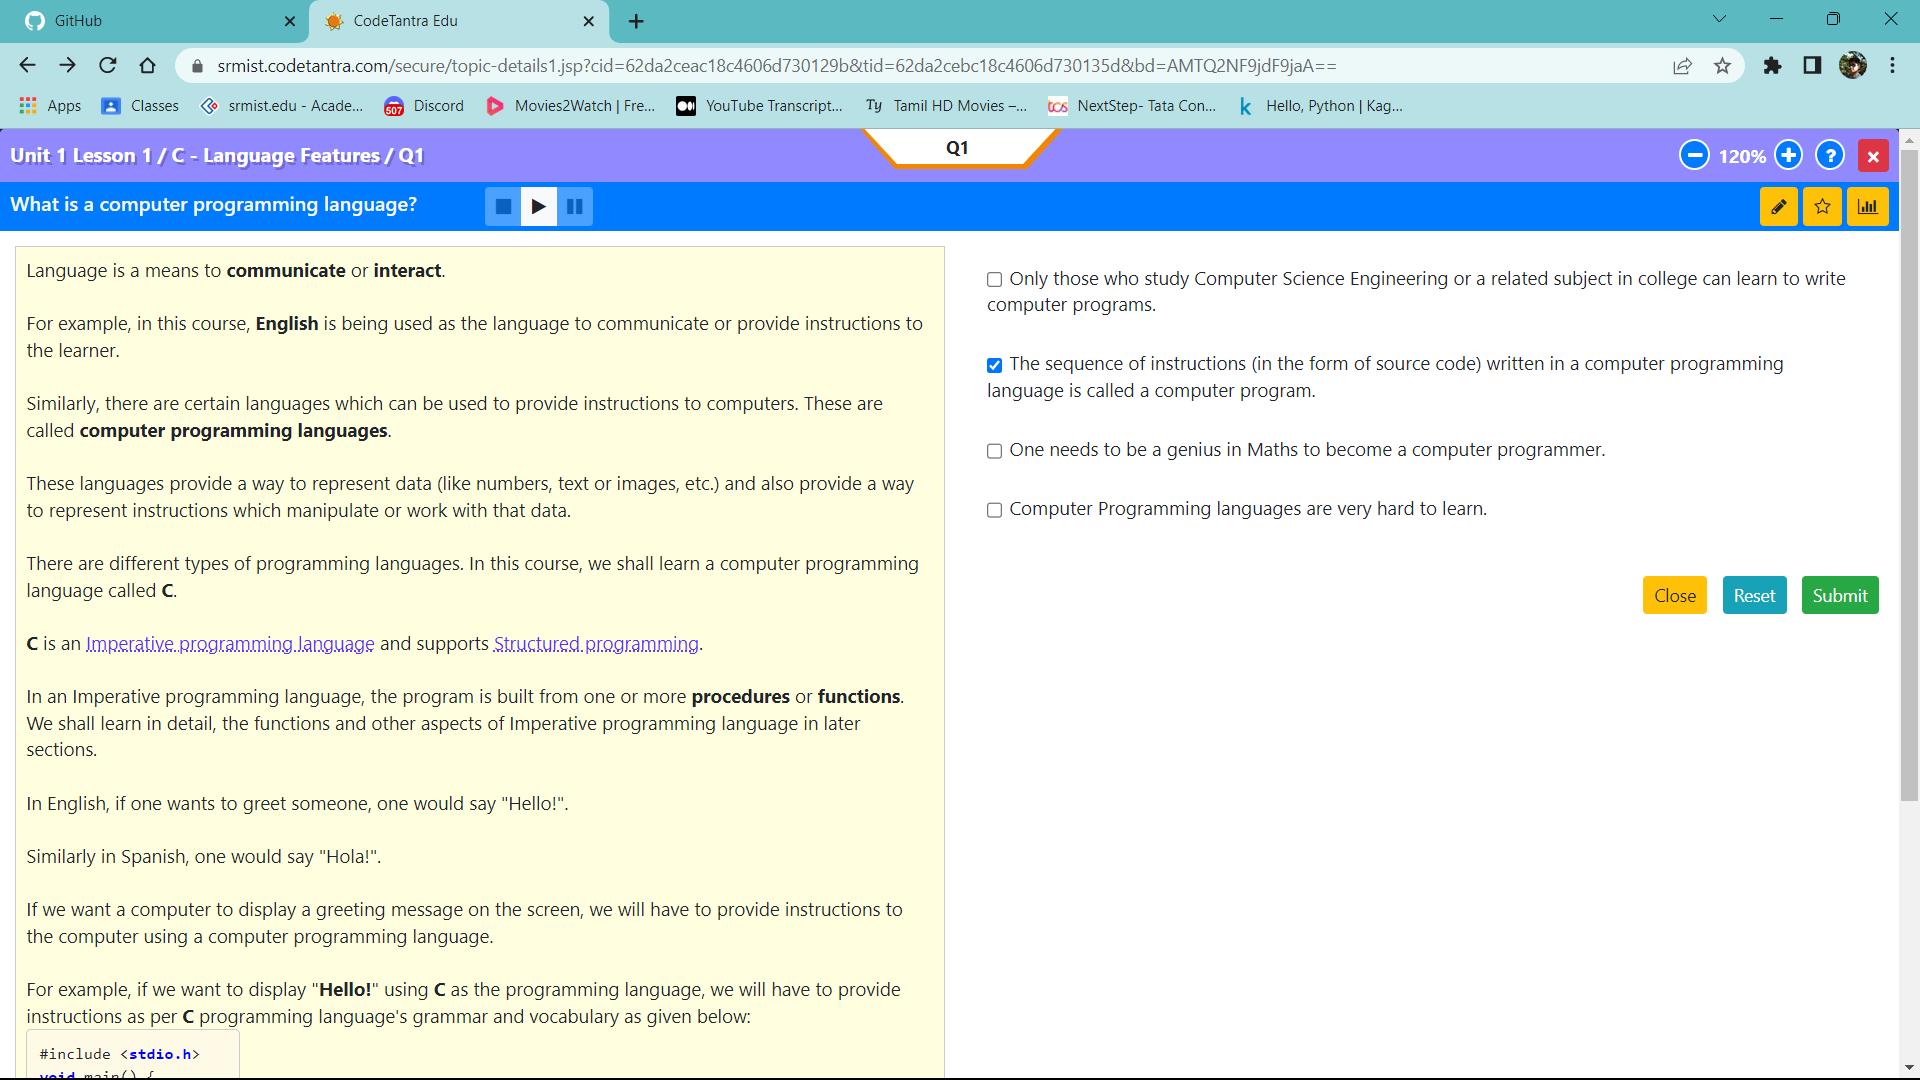 GitHub
CodeTantra Edu
srmist.codetantra.com/secure/topic-details1.jsp?cid=62da2ceac18c4606d730129b&tid=62da2cebc18c4606d730135d&bd=AMTQ2NF9jdF9jaA==
Apps
Classes
srmist.edu - Acade...
507
Discord
Movies2Watch | Fre...
YouTube Transcript...
Ty
Tamil HD Movies –...
tcs
NextStep- Tata Con...
k
Hello, Python | Kag...
Unit 1 Lesson 1 / C - Language Features / Q1
Q1
120%
?
What is a computer programming language?
Language is a means to communicate or interact.
For example, in this course, English is being used as the language to communicate or provide instructions to
the learner.
Similarly, there are certain languages which can be used to provide instructions to computers. These are
called computer programming languages.
These languages provide a way to represent data (like numbers, text or images, etc.) and also provide a way
to represent instructions which manipulate or work with that data.
There are different types of programming languages. In this course, we shall learn a computer programming
language called C.
C is an Imperative programming language and supports Structured programming.
In an Imperative programming language, the program is built from one or more procedures or functions.
We shall learn in detail, the functions and other aspects of Imperative programming language in later
sections.
In English, if one wants to greet someone, one would say "Hello!".
Similarly in Spanish, one would say "Hola!".
If we want a computer to display a greeting message on the screen, we will have to provide instructions to
the computer using a computer programming language.
For example, if we want to display "Hello!" using C as the programming language, we will have to provide
instructions as per C programming language's grammar and vocabulary as given below:
#include <stdio.h>
void main() {
Only those who study Computer Science Engineering or a related subject in college can learn to write
computer programs.
The sequence of instructions (in the form of source code) written in a computer programming
language is called a computer program.
One needs to be a genius in Maths to become a computer programmer.
Computer Programming languages are very hard to learn.
Close
Reset
Submit